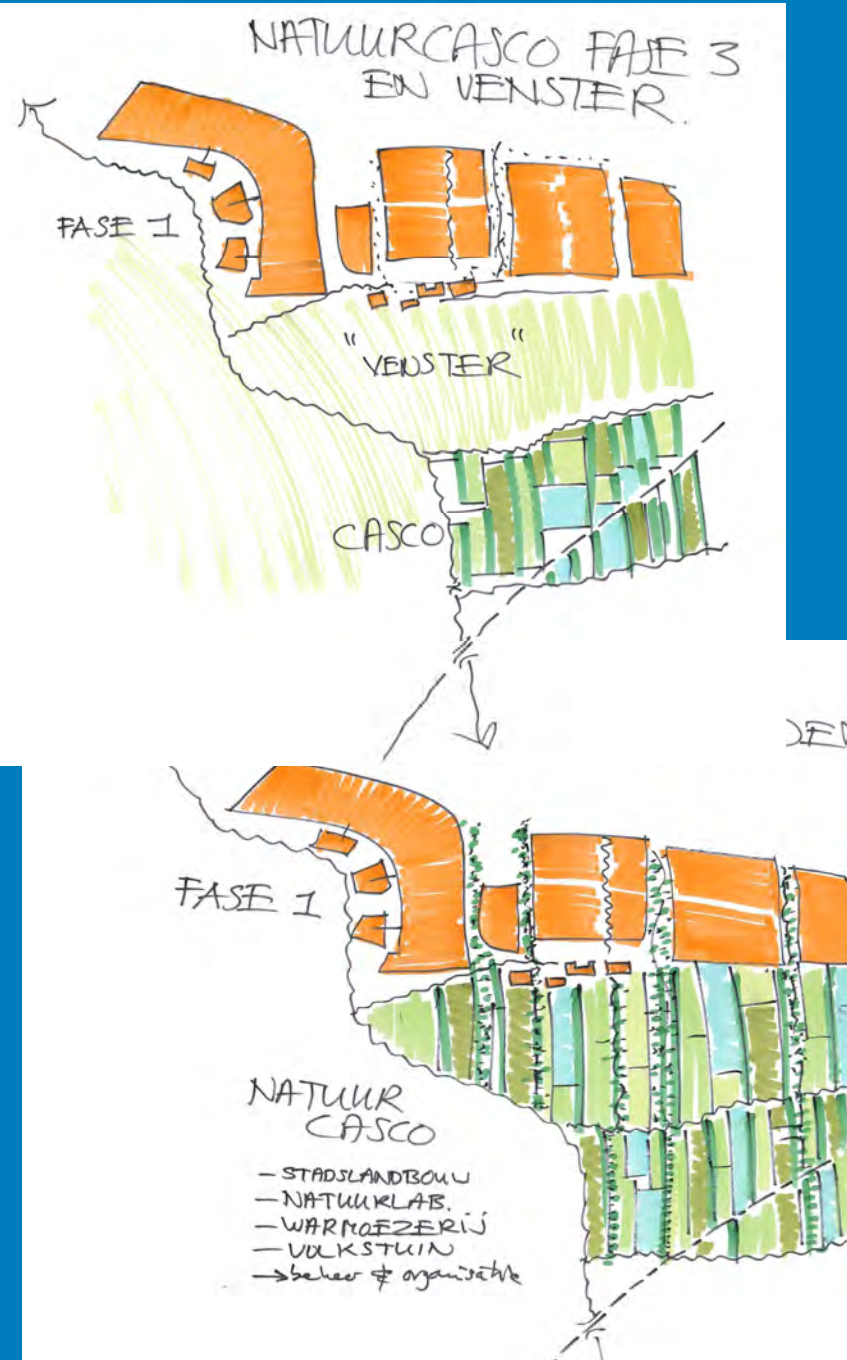 NATUURCASCO FASE 3
EN VENSTER.
FASE 1
"VENSTER"
CASCO
FASE 1
NATUUR
CASCO
- STADSLANDBOUW
- NATUURLAB.
- WARMOEZERIJ
- VOLKSTUIN
→ beheer & organisatie